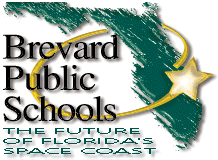 Brevard
Public
Schools
THE FUTURE
OF FLORIDA'S
SPACE COAST